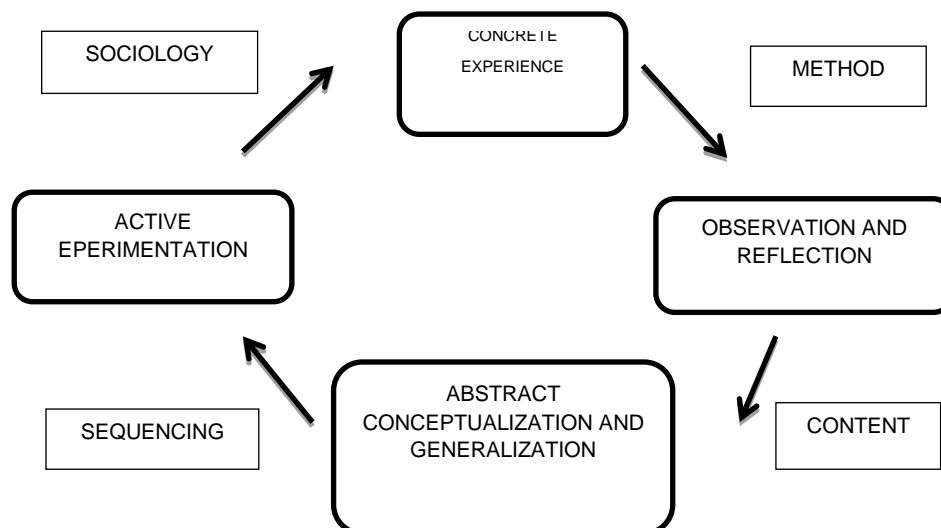 SOCIOLOGY
CONCRETE
EXPERIENCE
METHOD
ACTIVE
EPERIMENTATION
OBSERVATION AND
REFLECTION
ABSTRACT
CONCEPTUALIZATION AND
GENERALIZATION
SEQUENCING
CONTENT